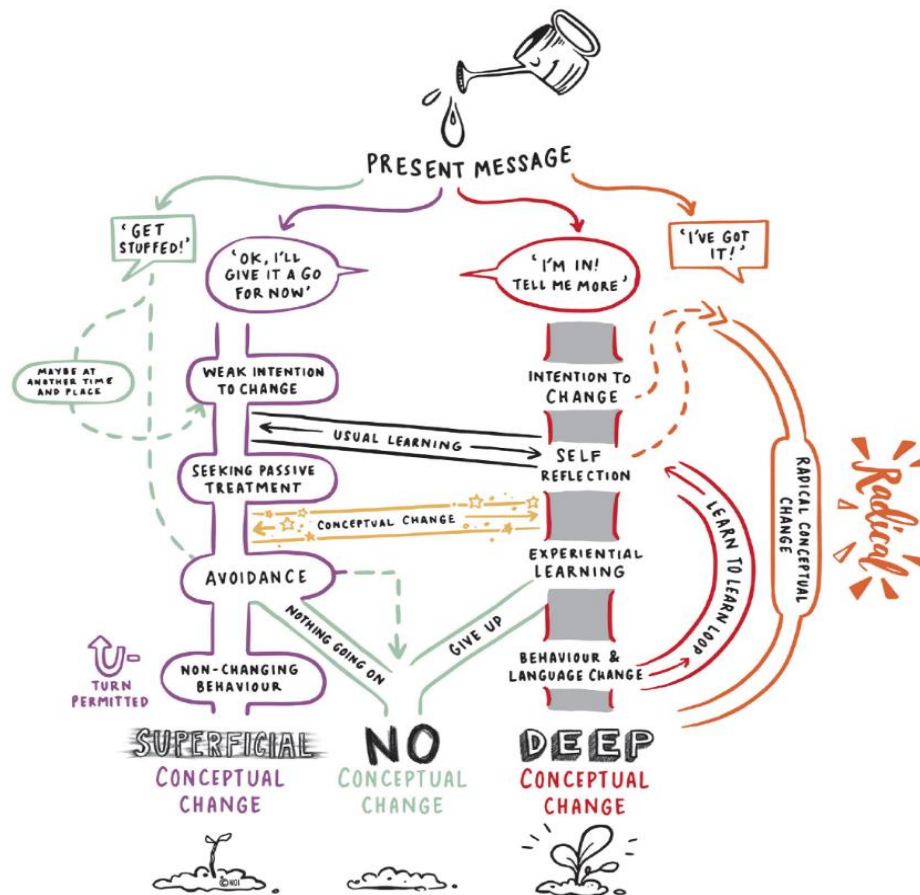 PRESENT MESSAGE
'GET
STUFFED!'
'OK, I'LL
GIVE IT A GO
FOR NOW'
'I'M IN!
TELL ME MORE'
'I'VE GOT
IT!'
MAYBE AT
ANOTHER TIME
AND PLACE
WEAK INTENTION
TO CHANGE
INTENTION TO
CHANGE
USUAL LEARNING
SEEKING PASSIVE
TREATMENT
SELF
REFLECTION
CONCEPTUAL CHANGE
AVOIDANCE
EXPERIENTIAL
LEARNING
NOTHING GOING ON
GIVE UP
LEARN TO LEARN LOOP
RADICAL CONCEPTUAL
CHANGE
Radical
U-
TURN
PERMITTED
NON-CHANGING
BEHAVIOUR
BEHAVIOUR &
LANGUAGE CHANGE
SUPERFICIAL
CONCEPTUAL
CHANGE
NO
CONCEPTUAL
CHANGE
DEEP
CONCEPTUAL
CHANGE
©NOI